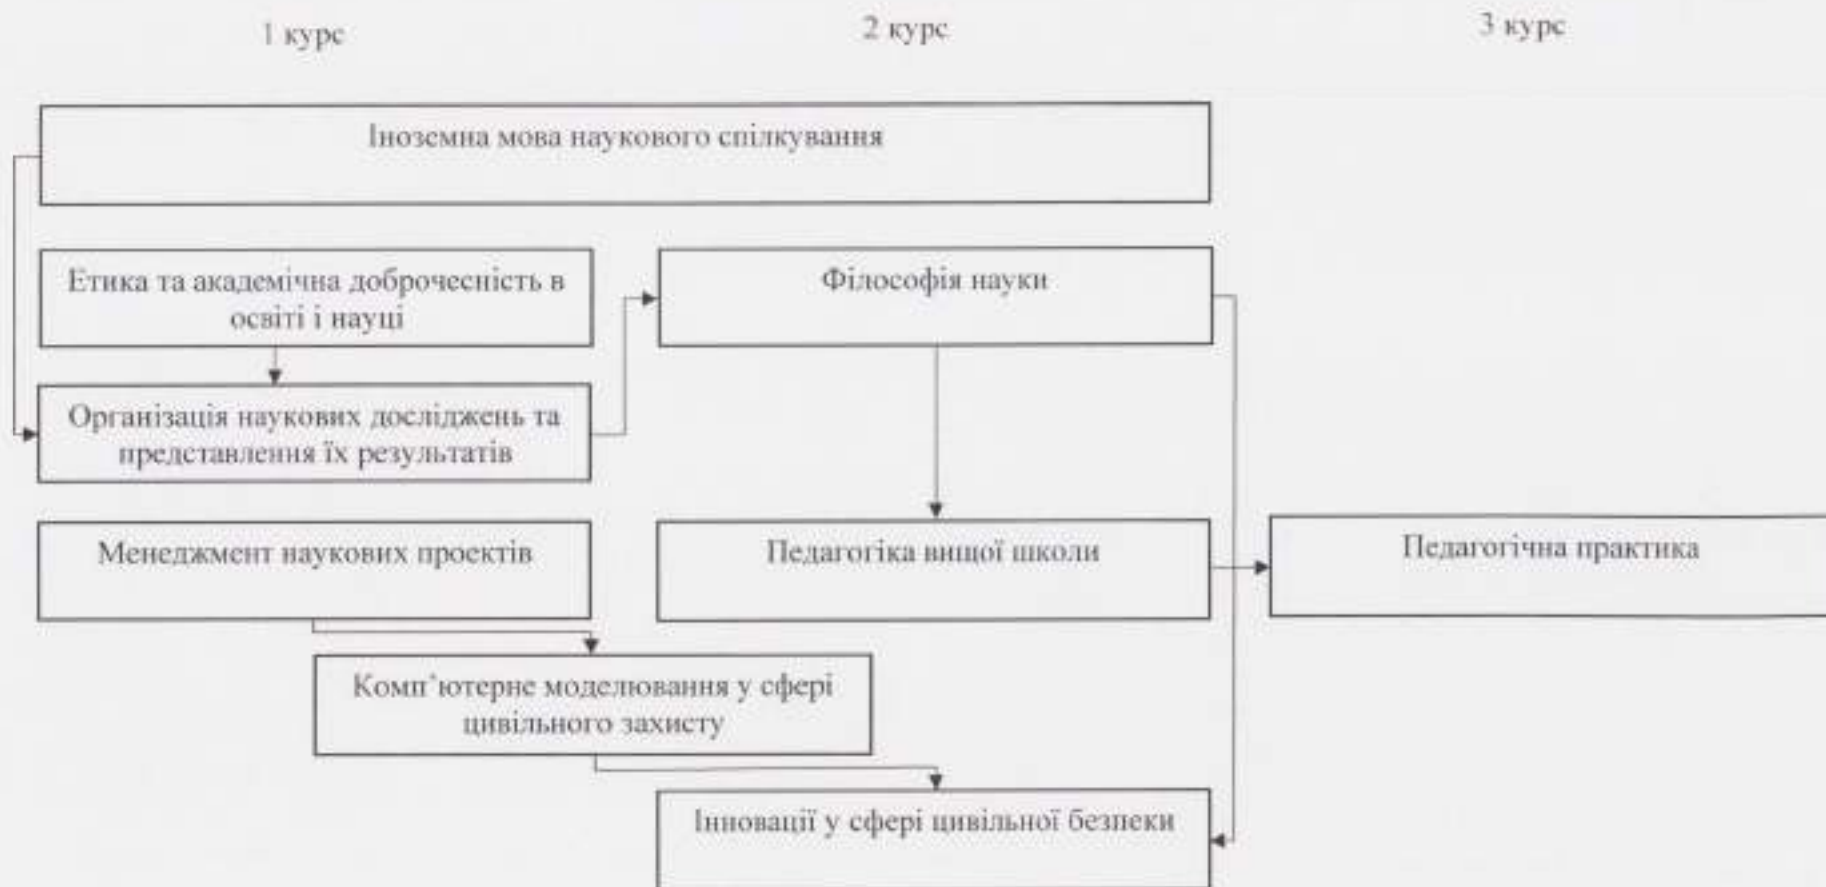 1 курс
2 курс
3 курс
Іноземна мова наукового спілкування
Етика та академічна доброчесність в
освіті і науці
Філософія науки
Організація наукових досліджень та
представлення їх результатів
Менеджмент наукових проектів
Педагогіка вищої школи
Педагогічна практика
Комп’ютерне моделювання у сфері
цивільного захисту
Інновації у сфері цивільної безпеки